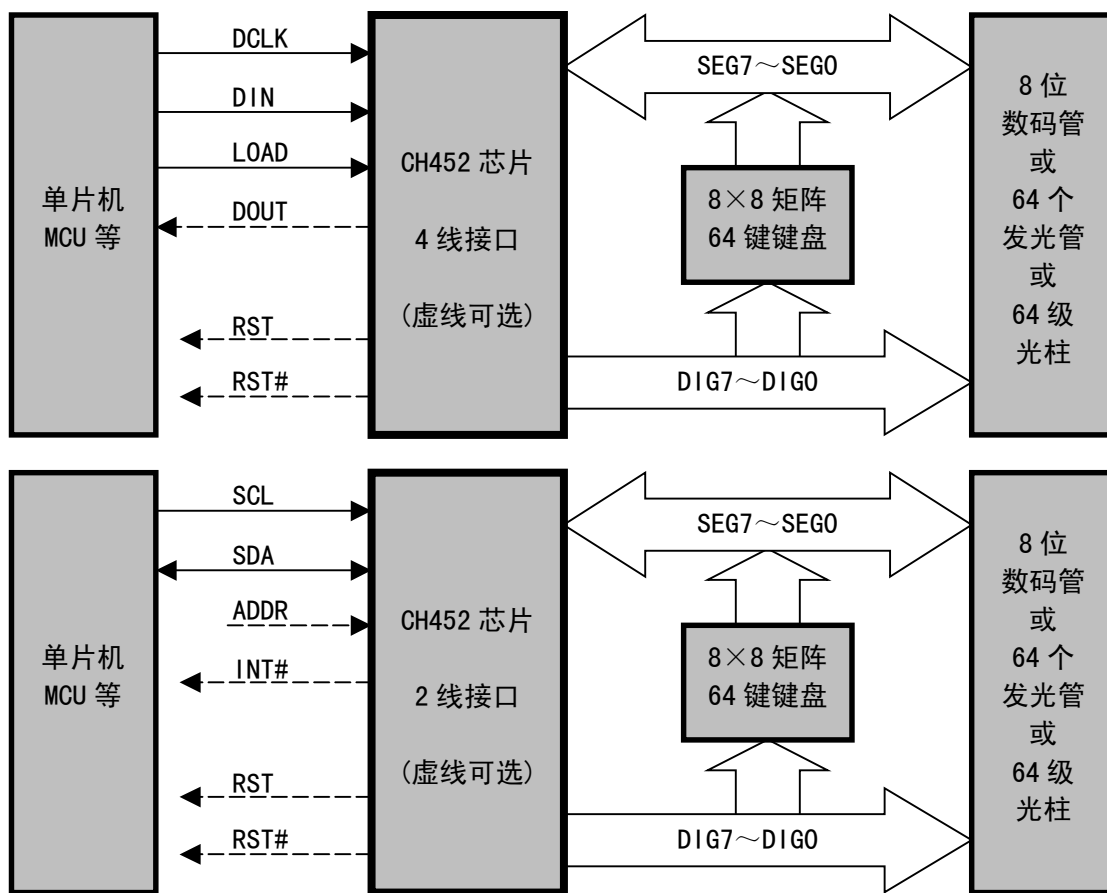 DCLK
DIN
LOAD
DOUT
RST
RST#
单片机
MCU 等
CH452 芯片
4 线接口
(虚线可选)
SEG7～SEG0
8×8 矩阵
64 键键盘
DIG7～DIG0
8 位
数码管
或
64 个
发光管
或
64 级
光柱
SCL
SDA
ADDR
INT#
RST
RST#
单片机
MCU 等
CH452 芯片
2 线接口
(虚线可选)
SEG7～SEG0
8×8 矩阵
64 键键盘
DIG7～DIG0
8 位
数码管
或
64 个
发光管
或
64 级
光柱